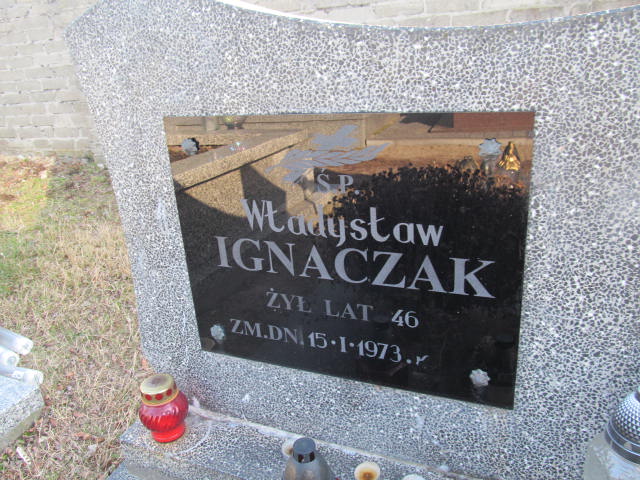 Ś.P.
Władysław
IGNACZAK
ŻYŁ LAT 46
ZM.DN. 15·I·1973.r